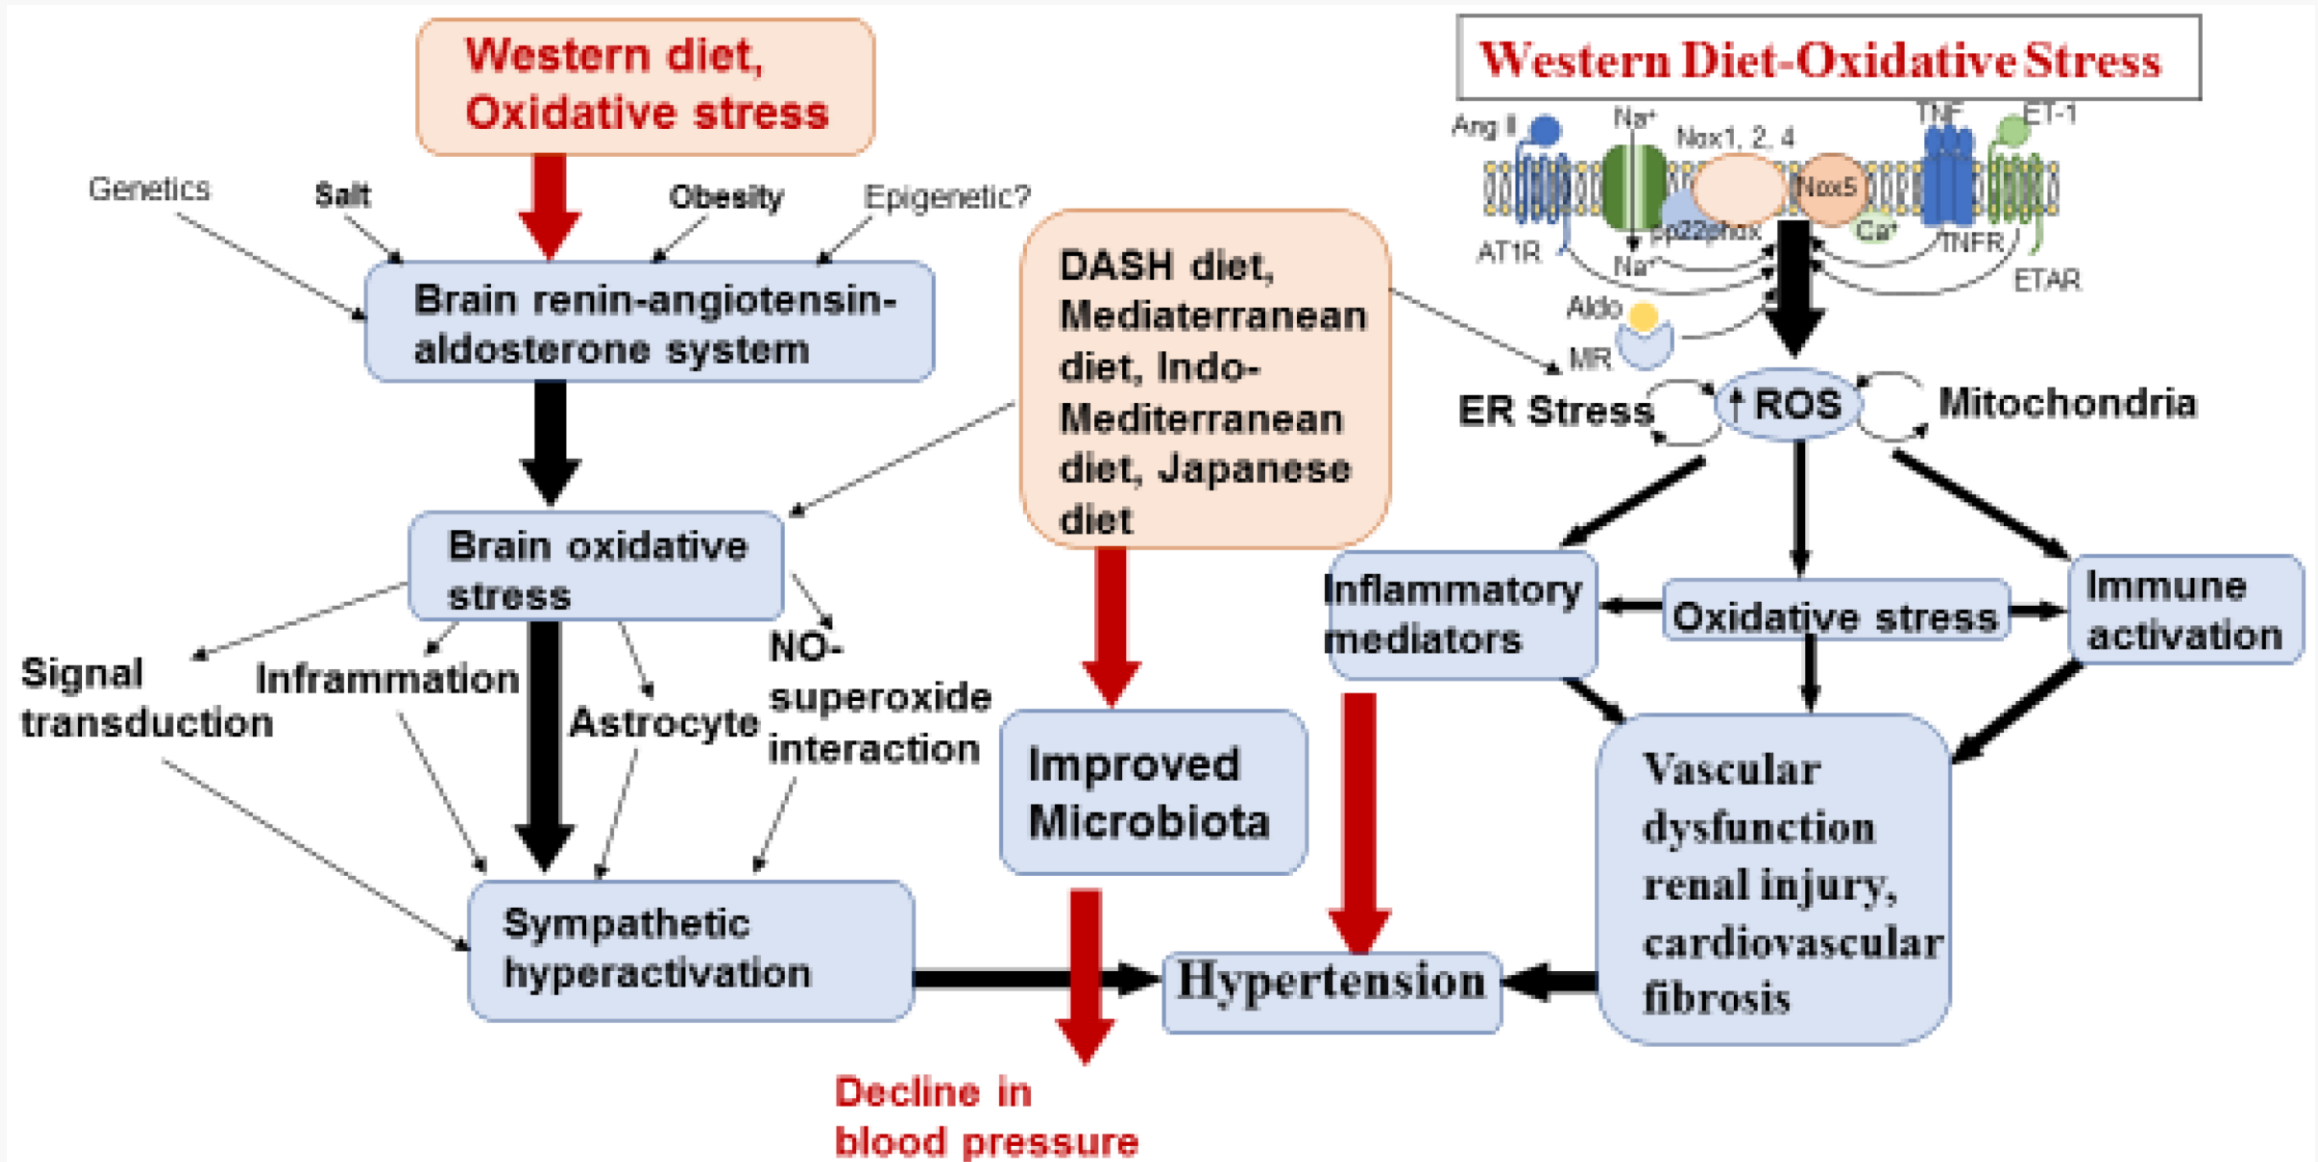 Western diet,
Oxidative stress
Genetics
Salt
Obesity
Epigenetic?
Brain renin-angiotensin-
aldosterone system
Brain oxidative
stress
Signal
transduction
Inframmation
Astrocyte
NO-
superoxide
interaction
Sympathetic
hyperactivation
DASH diet,
Mediaterranean
diet, Indo-
Mediterranean
diet, Japanese
diet
Improved
Microbiota
Decline in
blood pressure
Hypertension
Western Diet-Oxidative Stress
Ang II
Na⁺
Nox1, 2, 4
Nox5
TNF
ET-1
AT1R
Na⁺
pp22phox
Ca⁺
TNFR
ETAR
Aldo
MR
ER Stress
↑ ROS
Mitochondria
Inflammatory
mediators
Oxidative stress
Immune
activation
Vascular
dysfunction
renal injury,
cardiovascular
fibrosis